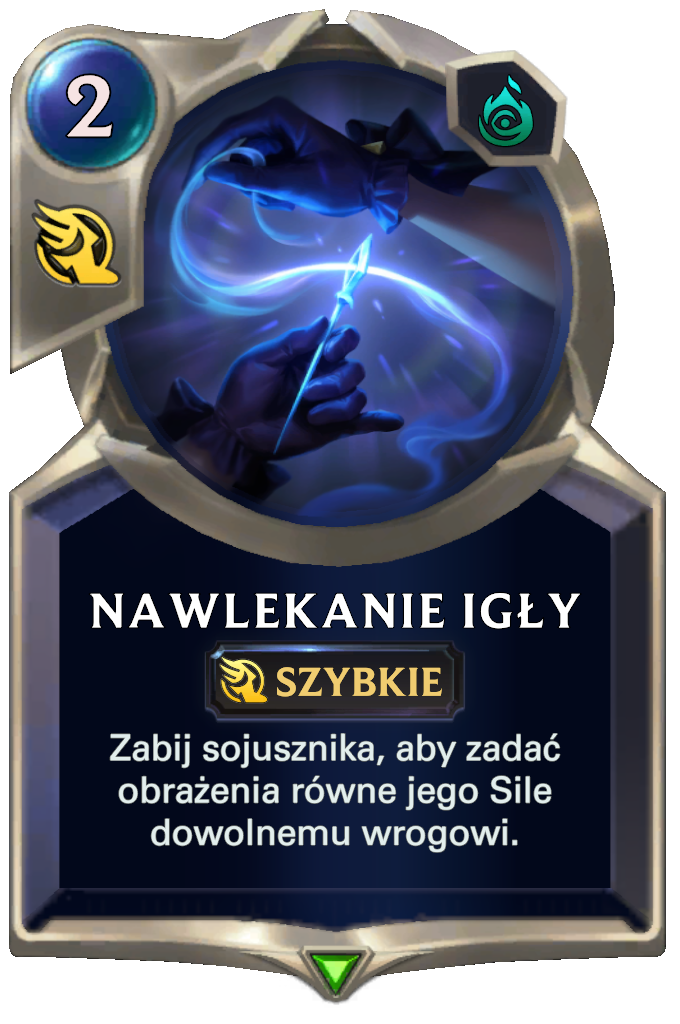 2
NAWLEKANIE IGŁY
SZYBKIE
Zabij sojusznika, aby zadać
obrażenia równe jego Sile
dowolnemu wrogowi.